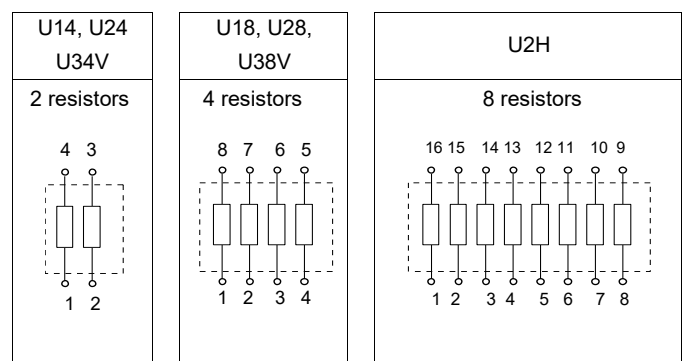 U14, U24
U34V
2 resistors
4 3
1 2
U18, U28,
U38V
4 resistors
8 7 6 5
1 2 3 4
U2H
8 resistors
16 15 14 13 12 11 10 9
1 2 3 4 5 6 7 8